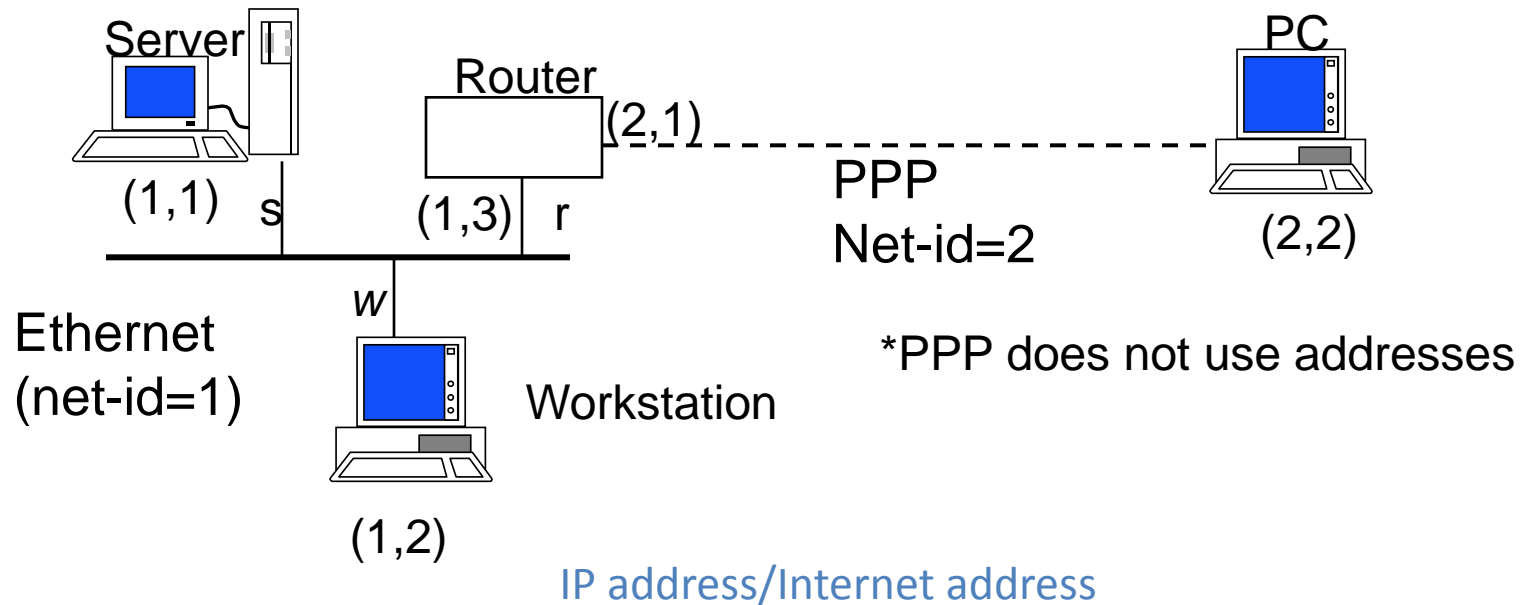 Server
Router
PC
(2,1)
(1,1)
s
(1,3)
r
PPP
Net-id=2
(2,2)
w
Ethernet
(net-id=1)
*PPP does not use addresses
Workstation
(1,2)
IP address/Internet address